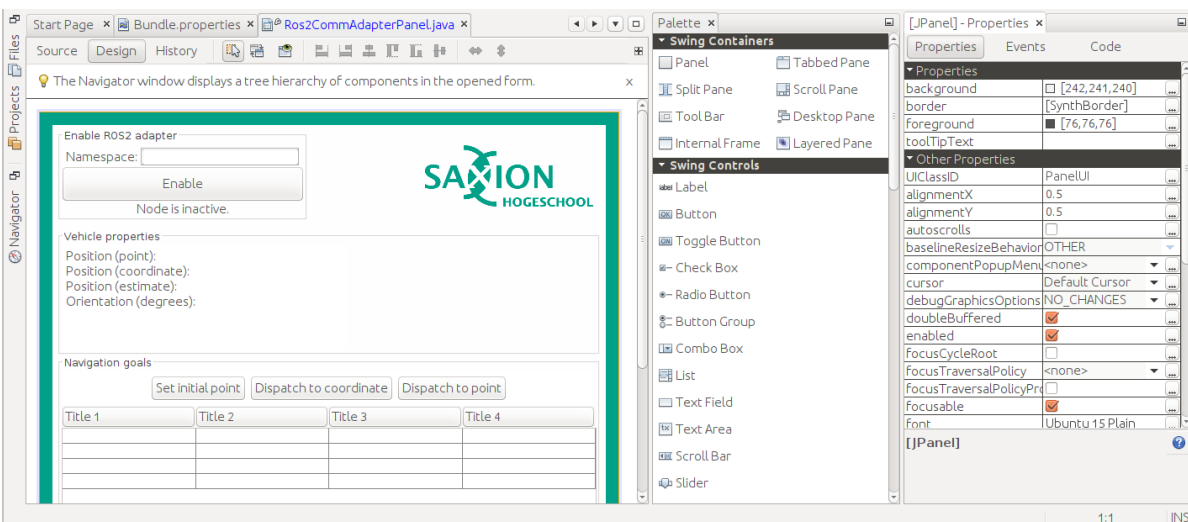 Start Page
Bundle.properties
Ros2CommAdapterPanel.java
Source
Design
History
The Navigator window displays a tree hierarchy of components in the opened form.
x
Files
Projects
Navigator
Enable ROS2 adapter
Namespace:
Enable
Node is inactive.
SAXION
HOGESCHOOL
Vehicle properties
Position (point):
Position (coordinate):
Position (estimate):
Orientation (degrees):
Navigation goals
Set initial point
Dispatch to coordinate
Dispatch to point
Title 1
Title 2
Title 3
Title 4
Palette
Swing Containers
Panel
Tabbed Pane
Split Pane
Scroll Pane
Tool Bar
Desktop Pane
Internal Frame
Layered Pane
Swing Controls
Label
Button
Toggle Button
Check Box
Radio Button
Button Group
Combo Box
List
Text Field
Text Area
Scroll Bar
Slider
[JPanel] - Properties
Properties
Events
Code
Properties
background [242,241,240]
border [SynthBorder]
foreground [76,76,76]
toolTipText
Other Properties
UIClassID PanelUI
alignmentX 0.5
alignmentY 0.5
autoscrolls
baselineResizeBehavior OTHER
componentPopupMenu <none>
cursor Default Cursor
debugGraphicsOptions NO_CHANGES
doubleBuffered
enabled
focusCycleRoot
focusTraversalPolicy <none>
focusTraversalPolicyPro
focusable
font Ubuntu 15 Plain
[JPanel]
1:1
INS